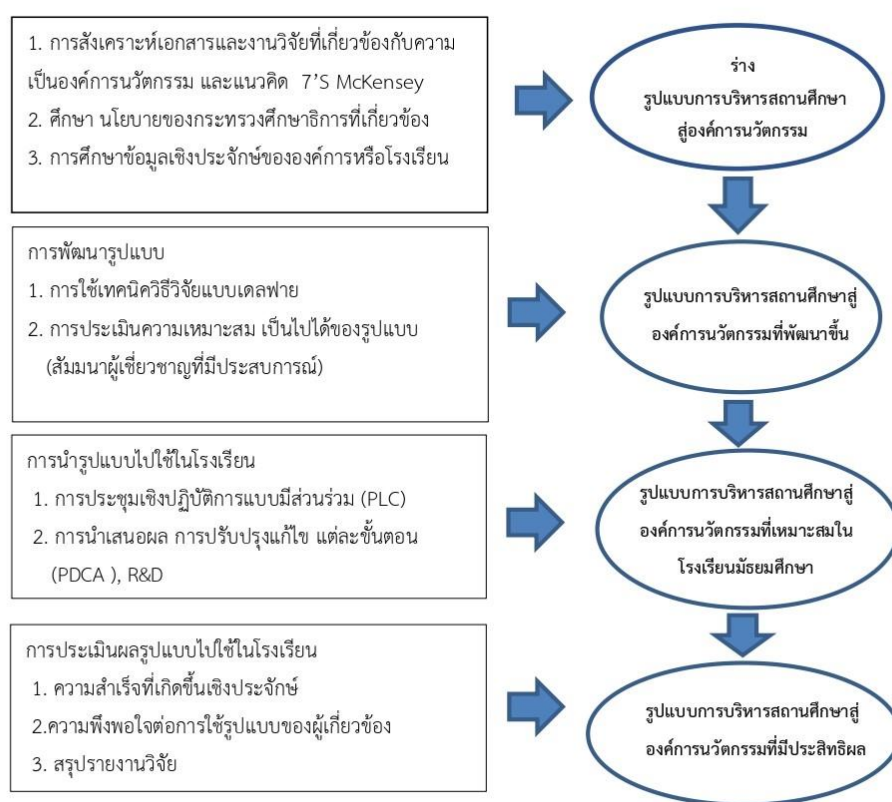 1. การสังเคราะห์เอกสารและงานวิจัยที่เกี่ยวข้องกับความ
เป็นองค์การนวัตกรรม และแนวคิด 7’S McKensey
2. ศึกษา นโยบายของกระทรวงศึกษาธิการที่เกี่ยวข้อง
3. การศึกษาข้อมูลเชิงประจักษ์ขององค์การหรือโรงเรียน
ร่าง
รูปแบบการบริหารสถานศึกษา
สู่องค์การนวัตกรรม
การพัฒนารูปแบบ
1. การใช้เทคนิควิธีวิจัยแบบเดลฟาย
2. การประเมินความเหมาะสม เป็นไปได้ของรูปแบบ
(สัมมนาผู้เชี่ยวชาญที่มีประสบการณ์)
รูปแบบการบริหารสถานศึกษาสู่
องค์การนวัตกรรมที่พัฒนาขึ้น
การนำรูปแบบไปใช้ในโรงเรียน
1. การประชุมเชิงปฏิบัติการแบบมีส่วนร่วม (PLC)
2. การนำเสนอผล การปรับปรุงแก้ไข แต่ละขั้นตอน
(PDCA ), R&D
รูปแบบการบริหารสถานศึกษาสู่
องค์การนวัตกรรมที่เหมาะสมใน
โรงเรียนมัธยมศึกษา
การประเมินผลรูปแบบไปใช้ในโรงเรียน
1. ความสำเร็จที่เกิดขึ้นเชิงประจักษ์
2.ความพึงพอใจต่อการใช้รูปแบบของผู้เกี่ยวข้อง
3. สรุปรายงานวิจัย
รูปแบบการบริหารสถานศึกษาสู่
องค์การนวัตกรรมที่มีประสิทธิผล